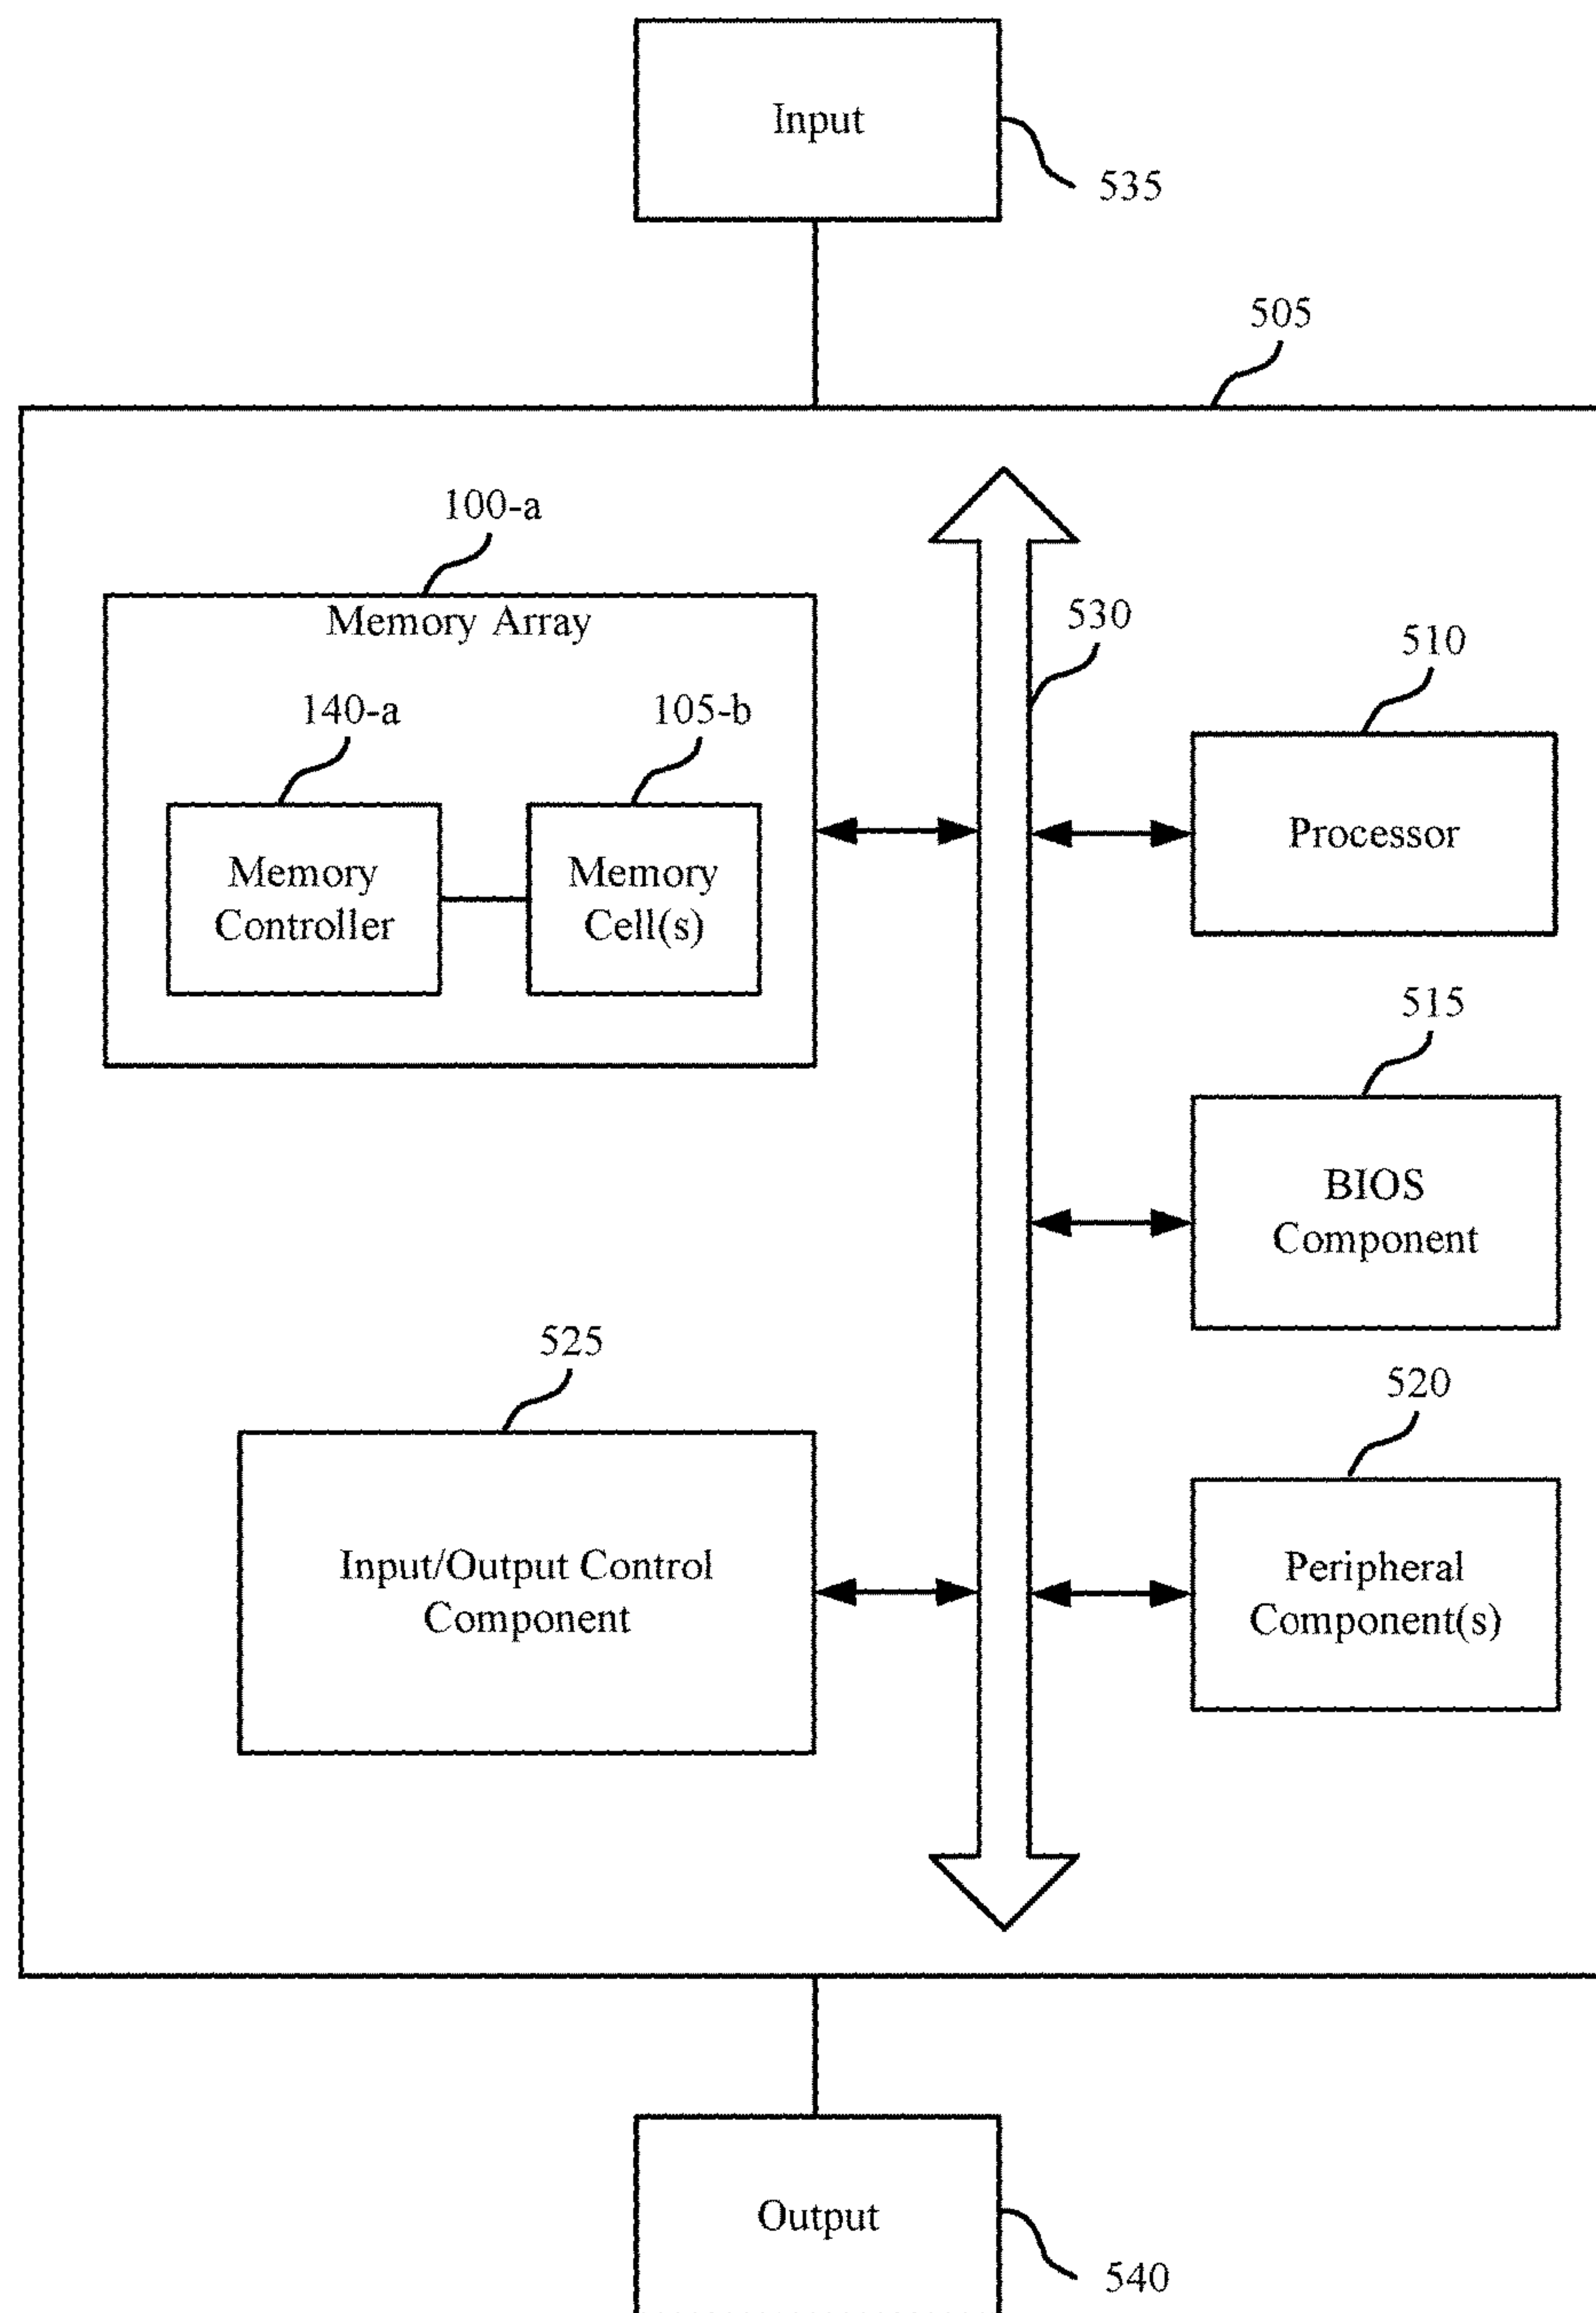 Input
535
505
100-a
Memory Array
530
510
140-a
105-b
Memory
Controller
Memory
Cell(s)
Processor
515
BIOS
Component
525
520
Input/Output Control
Component
Peripheral
Component(s)
Output
540